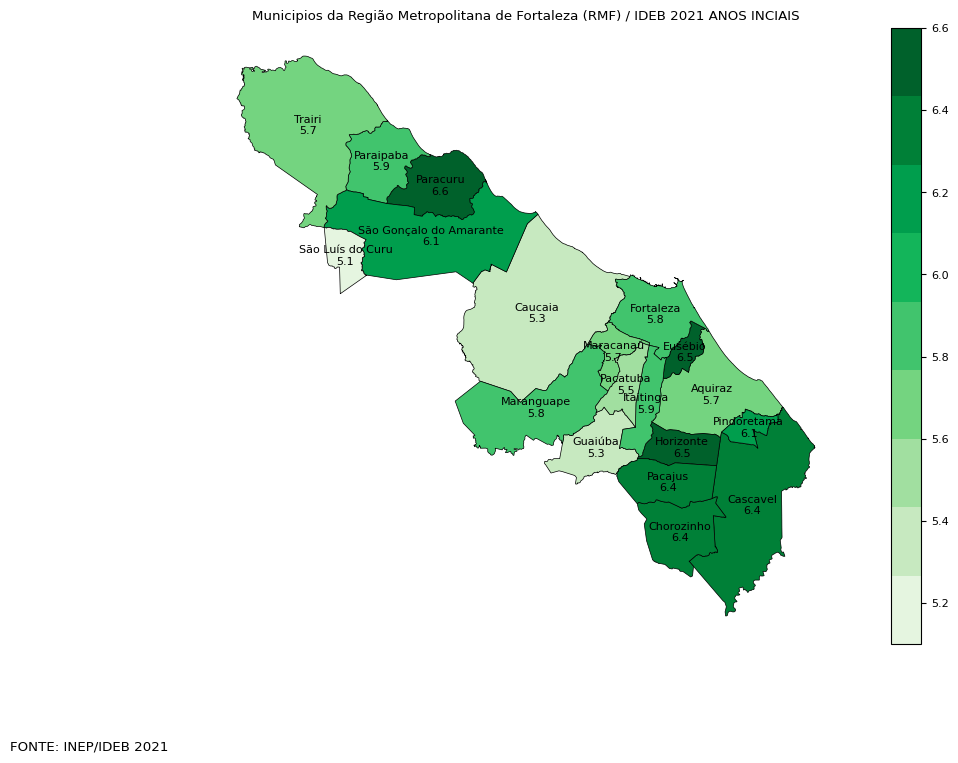 Municipios da Região Metropolitana de Fortaleza (RMF) / IDEB 2021 ANOS INCIAIS
6.6
6.4
6.2
6.0
5.8
5.6
5.4
5.2
Trairi
5.7
Paraipaba
5.9
Paracuru
6.6
São Gonçalo do Amarante
6.1
São Luís do Curu
5.1
Caucaia
5.3
Fortaleza
5.8
Maracanaú
5.7
Eusébio
6.5
Pacatuba
5.5
Itaitinga
5.9
Aquiraz
5.7
Maranguape
5.8
Pindoretama
6.1
Guaiúba
5.3
Horizonte
6.5
Pacajus
6.4
Cascavel
6.4
Chorozinho
6.4
FONTE: INEP/IDEB 2021